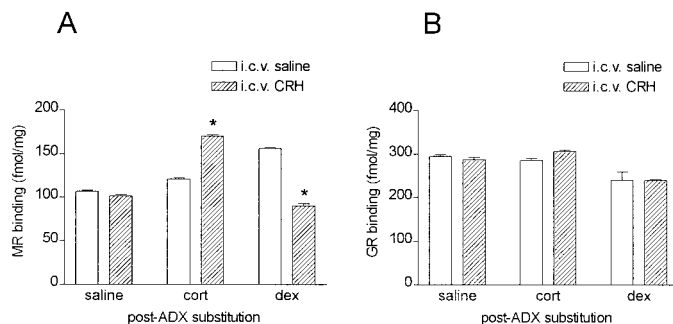 A
i.c.v. saline
i.c.v. CRH
MR binding (fmol/mg)
200
150
100
50
0
*
*
saline cort dex
post-ADX substitution
B
i.c.v. saline
i.c.v. CRH
GR binding (fmol/mg)
400
300
200
100
0
saline cort dex
post-ADX substitution